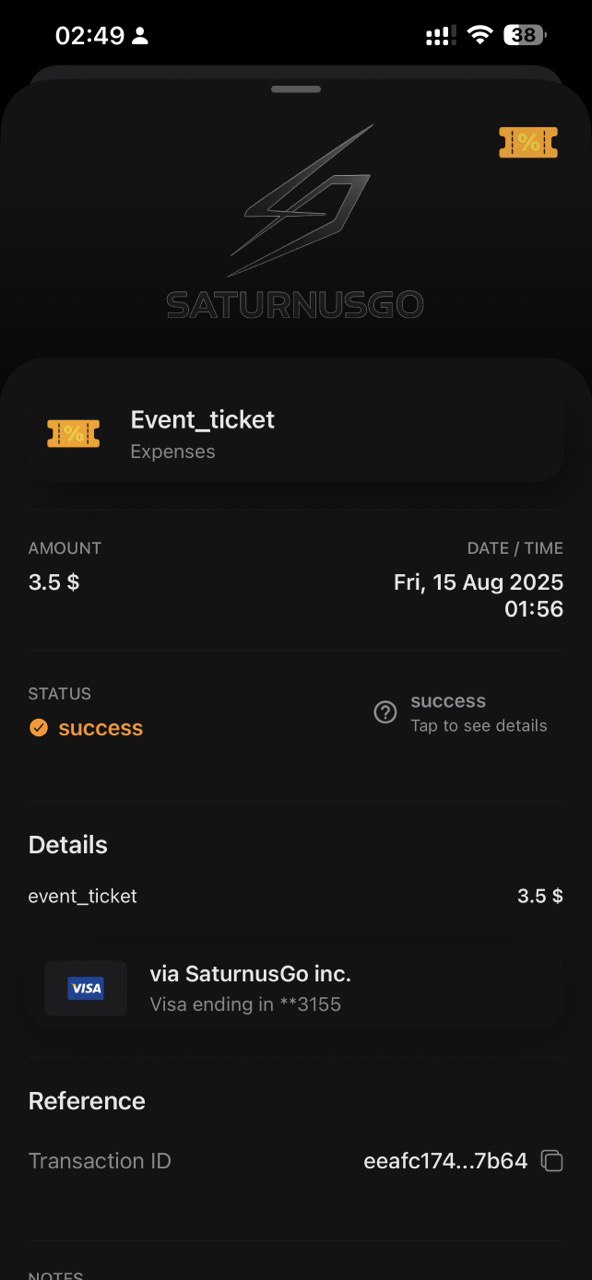 02:49
38
%
SATURNUSGO
%
Event_ticket
Expenses
AMOUNT
DATE / TIME
3.5 $
Fri, 15 Aug 2025
01:56
STATUS
success
success
Tap to see details
Details
event_ticket
3.5 $
VISA
via SaturnusGo inc.
Visa ending in **3155
Reference
Transaction ID
eeafc174...7b64
NOTES